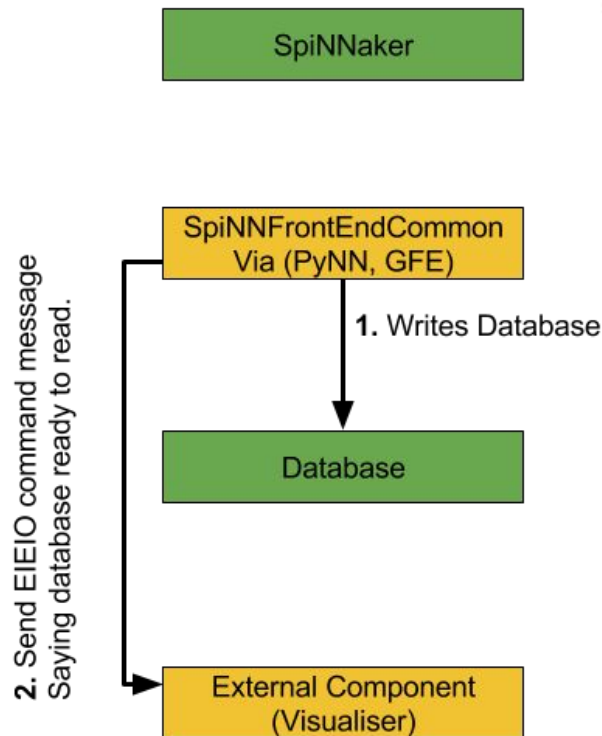 SpiNNaker
SpiNNFrontEndCommon
Via (PyNN, GFE)
1. Writes Database
2. Send EIEIO command message
Saying database ready to read.
Database
External Component
(Visualiser)